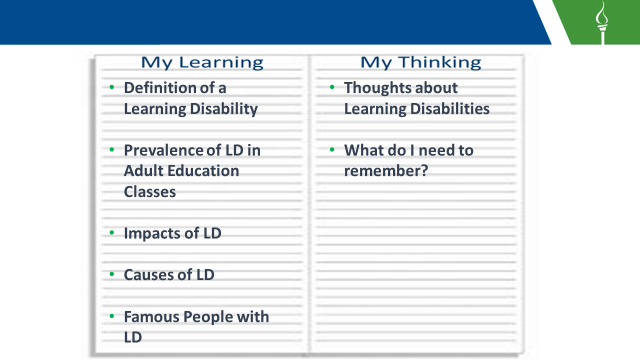 My Learning
Definition of a
Learning Disability
Prevalence of LD in
Adult Education
Classes
Impacts of LD
Causes of LD
Famous People with
LD
My Thinking
Thoughts about
Learning Disabilities
What do I need to
remember?